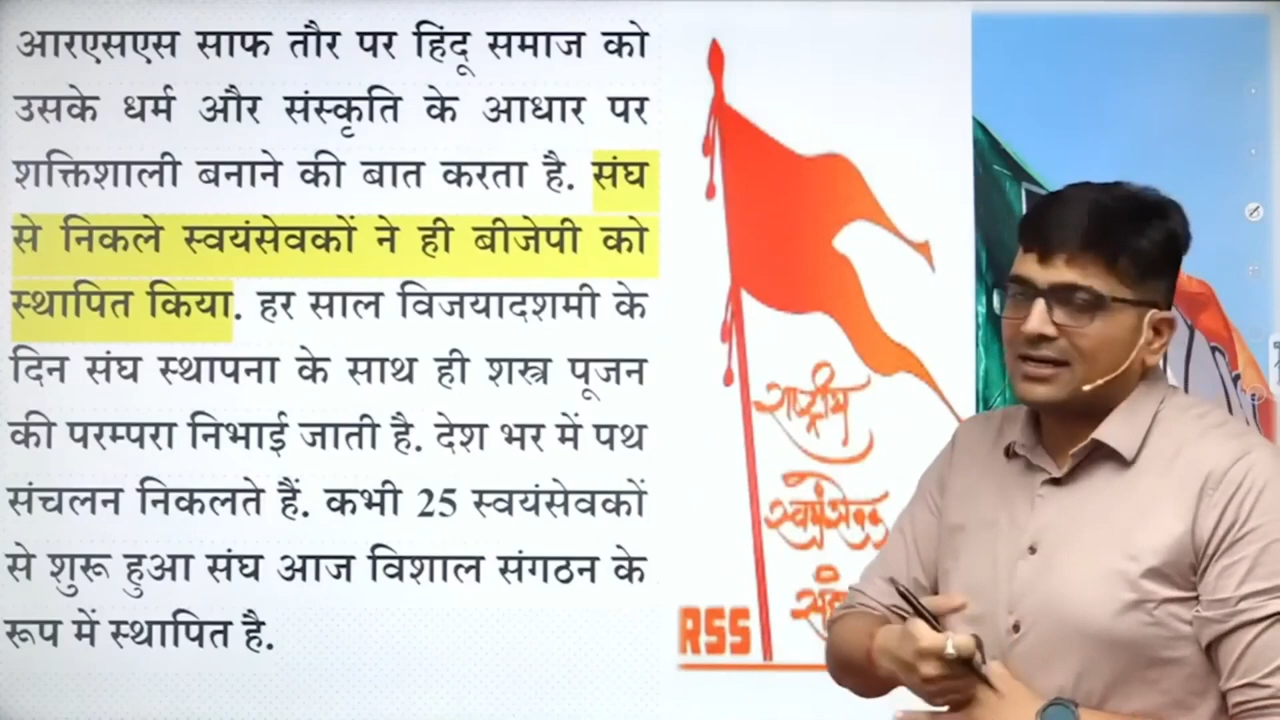 आरएसएस साफ तौर पर हिंदू समाज को
उसके धर्म और संस्कृति के आधार पर
शक्तिशाली बनाने की बात करता है. संघ
से निकले स्वयंसेवकों ने ही बीजेपी को
स्थापित किया. हर साल विजयादशमी के
दिन संघ स्थापना के साथ ही शस्त्र पूजन
की परम्परा निभाई जाती है. देश भर में पथ
संचलन निकलते हैं. कभी 25 स्वयंसेवकों
से शुरू हुआ संघ आज विशाल संगठन के
रूप में स्थापित है.
राष्ट्रीय
RSS